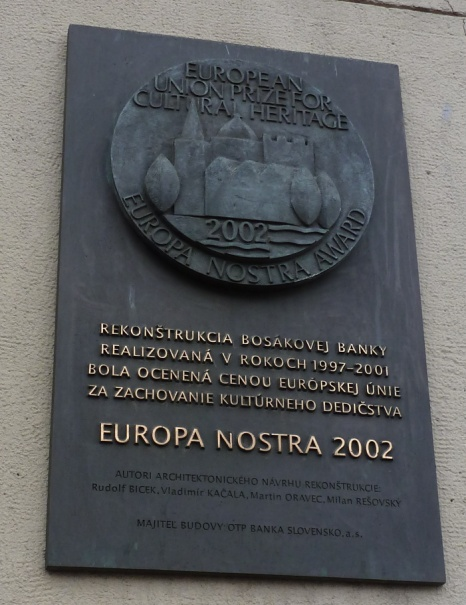 EUROPEAN
UNION PRIZE FOR
CULTURAL HERITAGE
2002
EUROPA NOSTRA AWARD
REKONŠTRUKCIA BOSÁKOVEJ BANKY
REALIZOVANÁ V ROKOCH 1997-2001
BOLA OCENENÁ CENOU EURÓPSKEJ ÚNIE
ZA ZACHOVANIE KULTÚRNEHO DEDIČSTVA
EUROPA NOSTRA 2002
AUTORI ARCHITEKTONICKÉHO NÁVRHU REKONŠTRUKCIE:
Rudolf BICEK, Vladimír KAČALA, Martin ORAVEC, Milan REŠOVSKÝ
MAJITEĽ BUDOVY OTP BANKA SLOVENSKO, a.s.